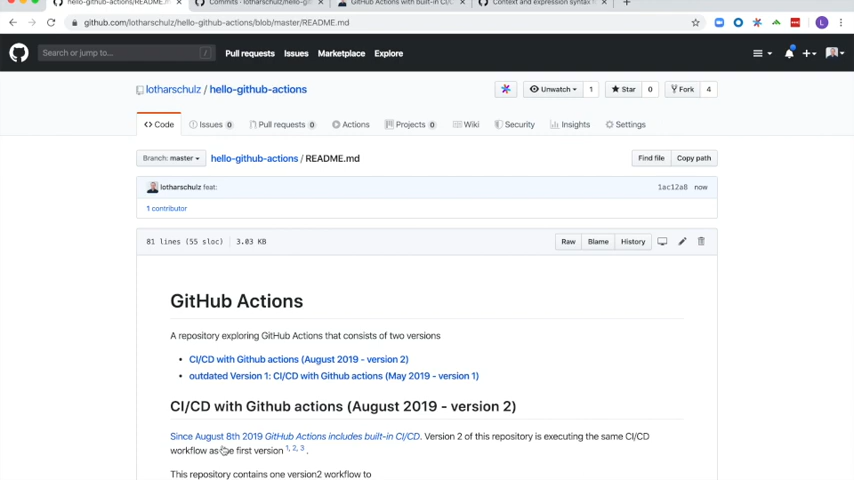 hello-github-actions/README.m
Commits · lotharschulz/hello-gith
GitHub Actions with built-in CI/
Context and expression syntax f
github.com/lotharschulz/hello-github-actions/blob/master/README.md
L
Search or jump to...
/
Pull requests
Issues
Marketplace
Explore
lotharschulz / hello-github-actions
Unwatch 1
Star 0
Fork 4
Code
Issues 0
Pull requests 0
Actions
Projects 0
Wiki
Security
Insights
Settings
Branch: master
hello-github-actions / README.md
Find file
Copy path
lotharschulz feat:
1ac12a8 now
1 contributor
81 lines (55 sloc) 3.03 KB
Raw
Blame
History
GitHub Actions
A repository exploring GitHub Actions that consists of two versions
• CI/CD with Github actions (August 2019 - version 2)
• outdated Version 1: CI/CD with Github actions (May 2019 - version 1)
CI/CD with Github actions (August 2019 - version 2)
Since August 8th 2019 GitHub Actions includes built-in CI/CD. Version 2 of this repository is executing the same CI/CD
workflow as the first version 1, 2, 3 .
This repository contains one version2 workflow to